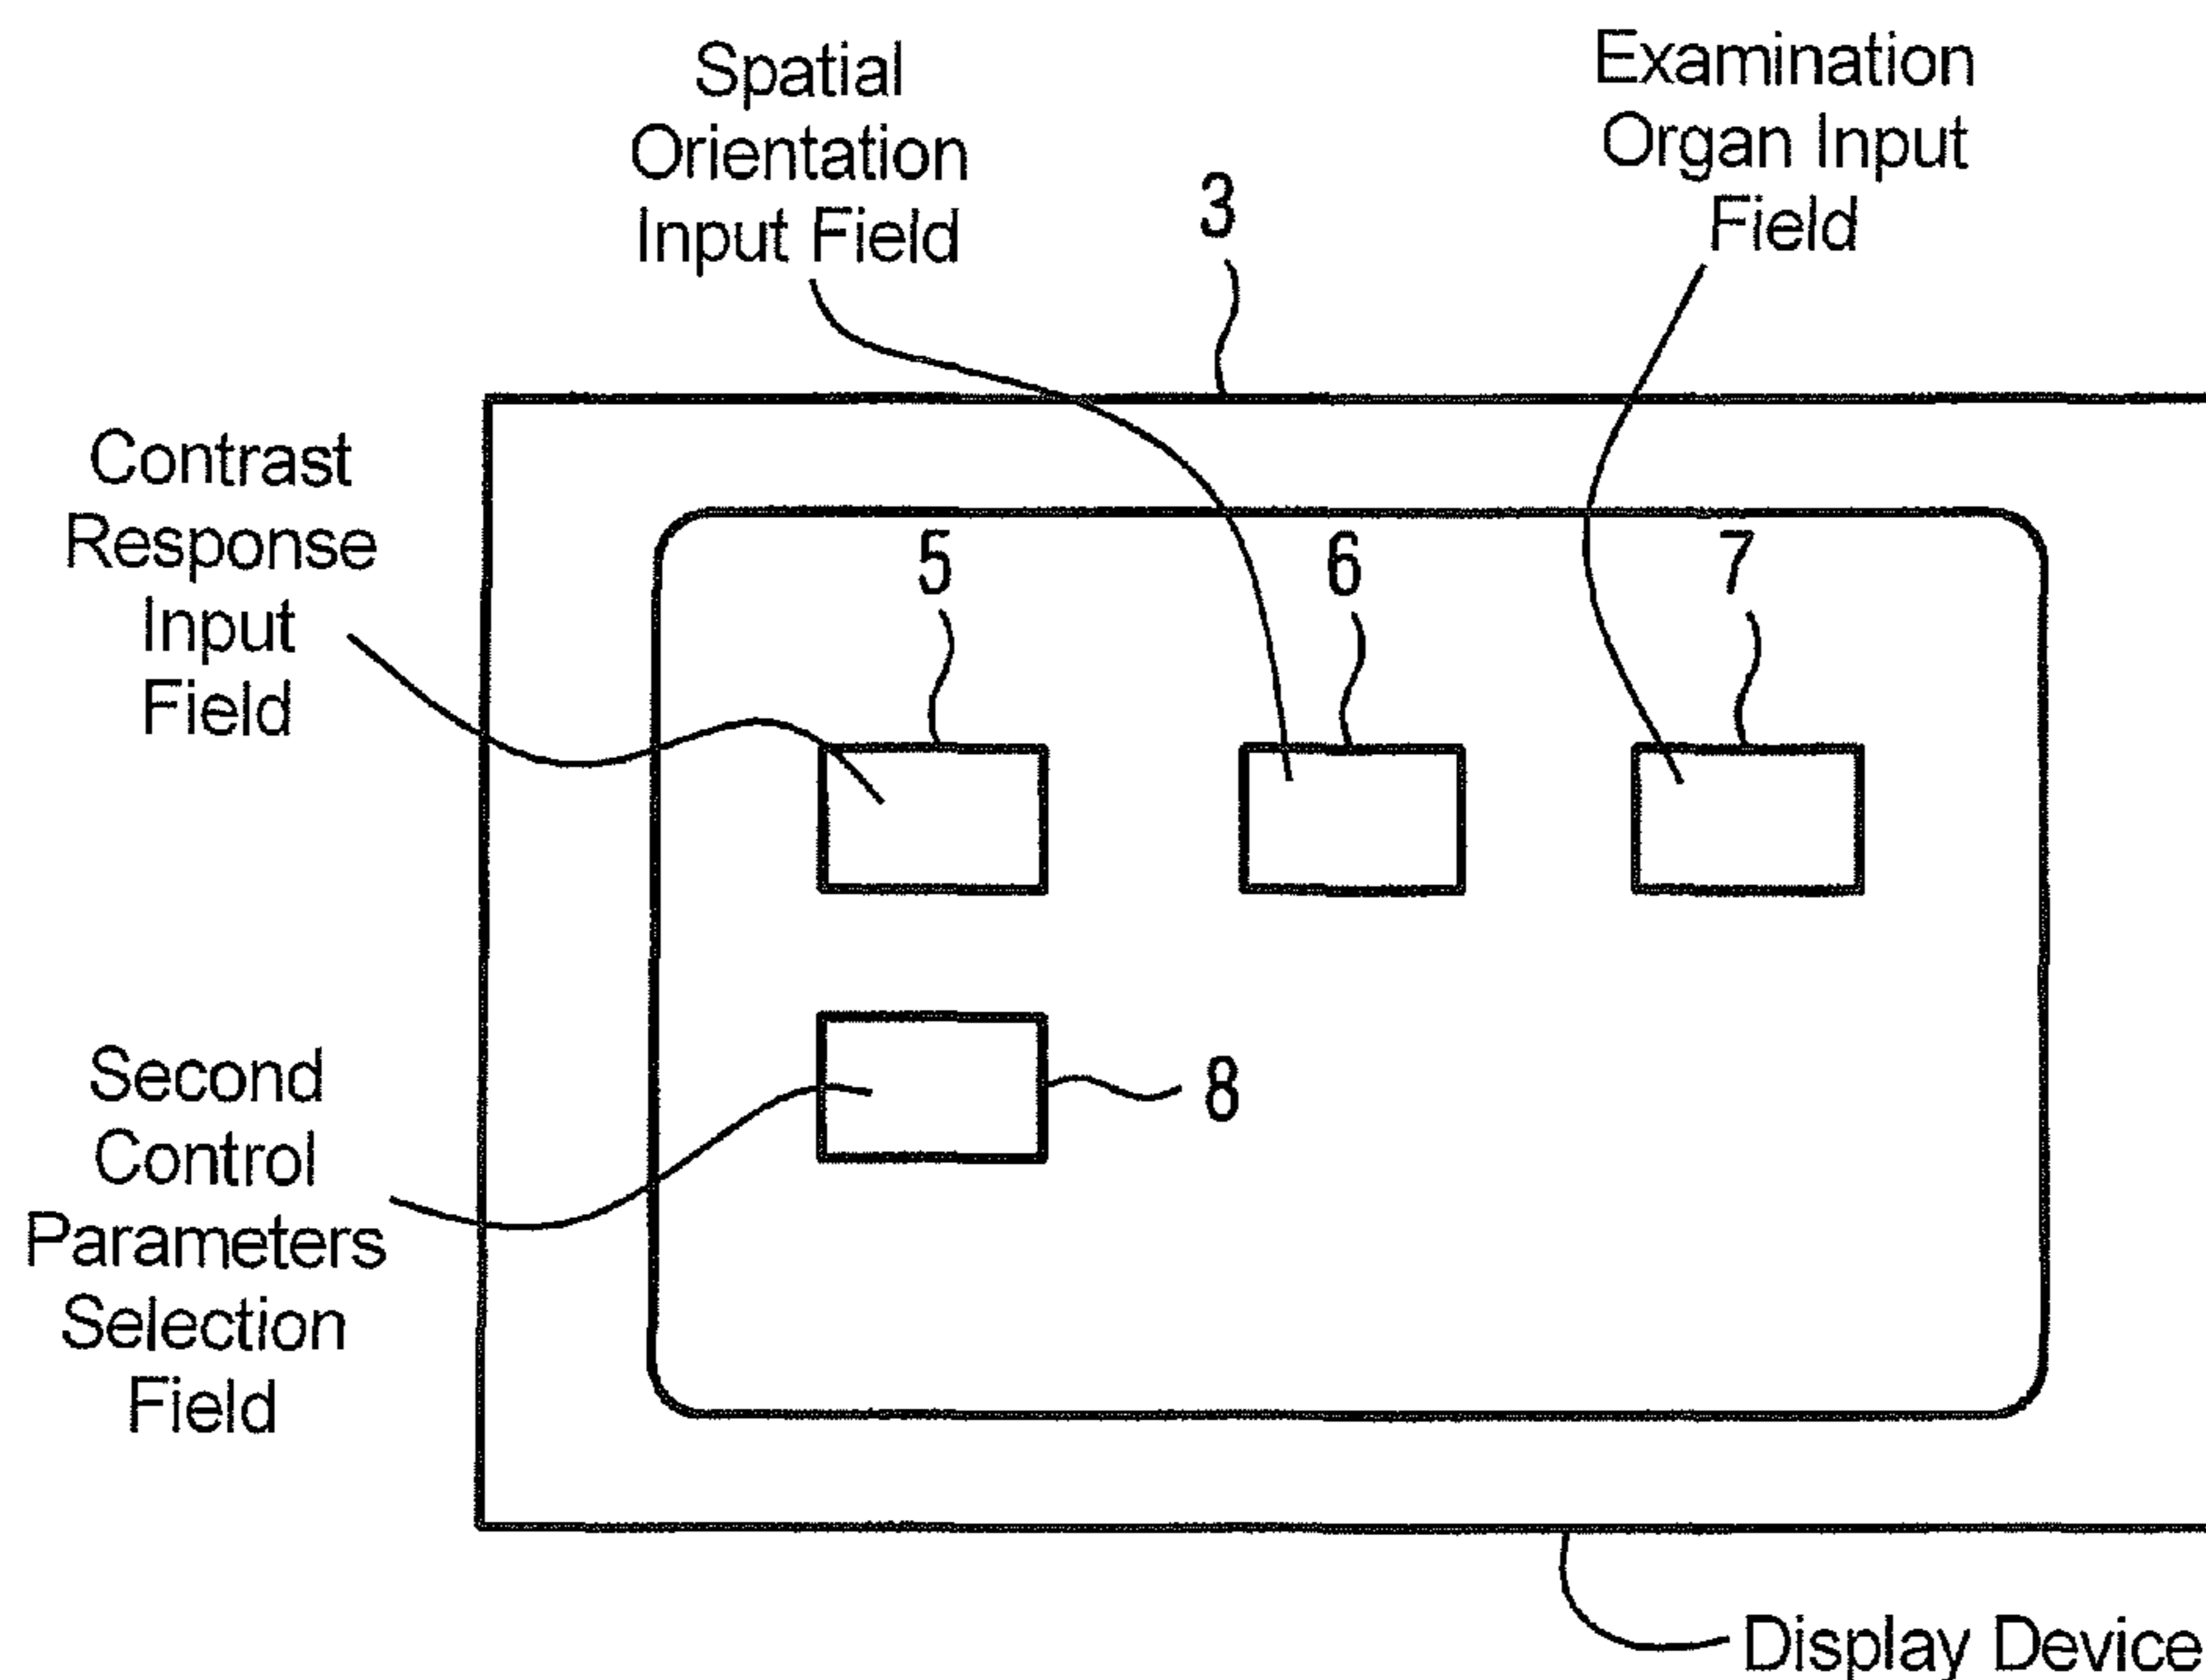 Spatial
Orientation
Input Field
3
Examination
Organ Input
Field
Contrast
Response
Input
Field
5
6
7
Second
Control
Parameters
Selection
Field
8
Display Device